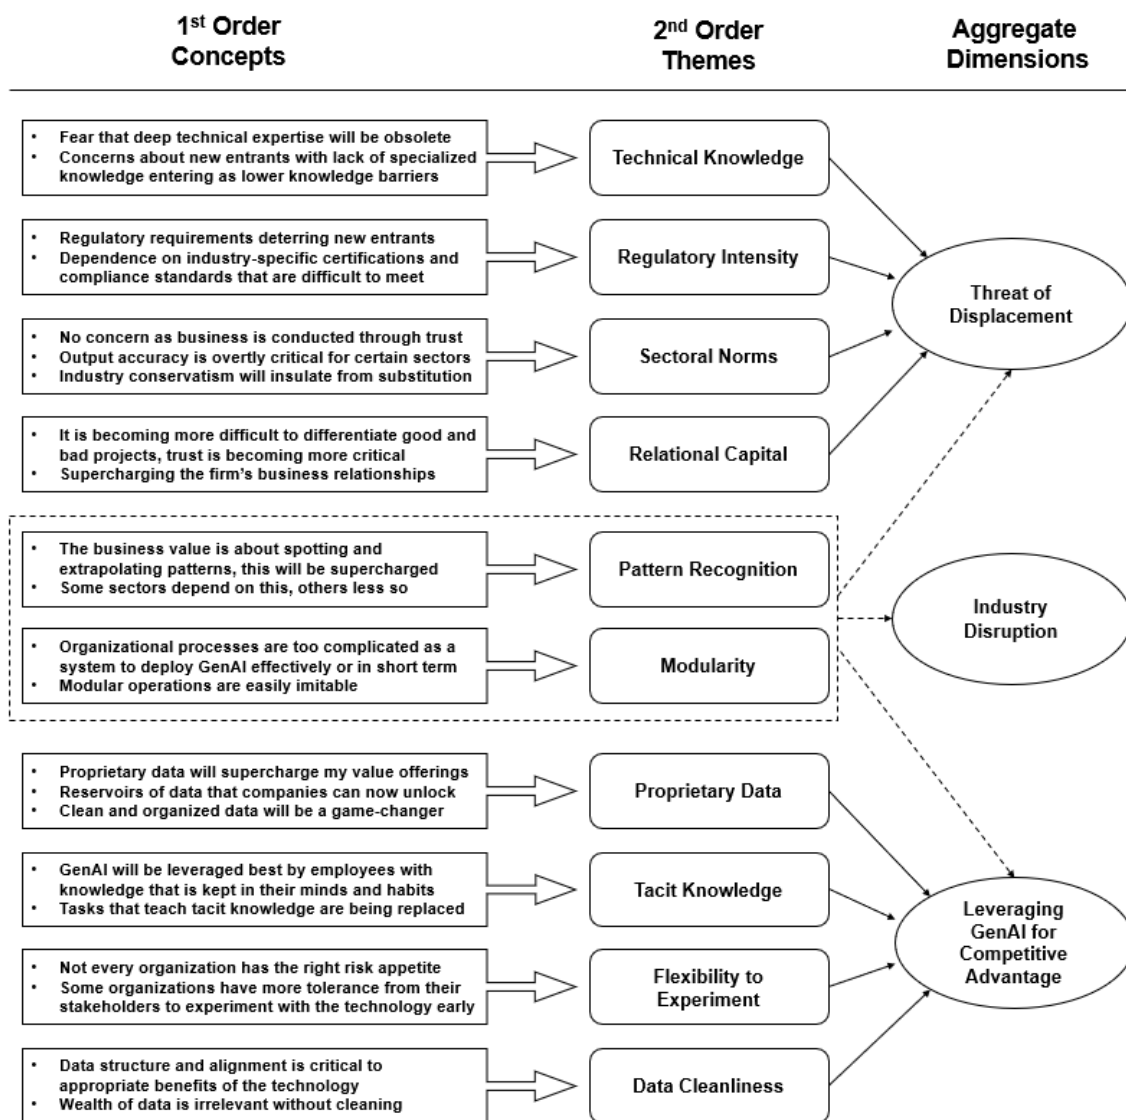 1st Order
Concepts
2nd Order
Themes
Aggregate
Dimensions
• Fear that deep technical expertise will be obsolete
• Concerns about new entrants with lack of specialized
knowledge entering as lower knowledge barriers
Technical Knowledge
• Regulatory requirements deterring new entrants
• Dependence on industry-specific certifications and
compliance standards that are difficult to meet
Regulatory Intensity
• No concern as business is conducted through trust
• Output accuracy is overtly critical for certain sectors
• Industry conservatism will insulate from substitution
Sectoral Norms
• It is becoming more difficult to differentiate good and
bad projects, trust is becoming more critical
• Supercharging the firm's business relationships
Relational Capital
Threat of
Displacement
• The business value is about spotting and
extrapolating patterns, this will be supercharged
• Some sectors depend on this, others less so
Pattern Recognition
• Organizational processes are too complicated as a
system to deploy GenAI effectively or in short term
• Modular operations are easily imitable
Modularity
Industry
Disruption
• Proprietary data will supercharge my value offerings
• Reservoirs of data that companies can now unlock
• Clean and organized data will be a game-changer
Proprietary Data
• GenAI will be leveraged best by employees with
knowledge that is kept in their minds and habits
• Tasks that teach tacit knowledge are being replaced
Tacit Knowledge
• Not every organization has the right risk appetite
• Some organizations have more tolerance from their
stakeholders to experiment with the technology early
Flexibility to
Experiment
• Data structure and alignment is critical to
appropriate benefits of the technology
• Wealth of data is irrelevant without cleaning
Data Cleanliness
Leveraging
GenAI for
Competitive
Advantage